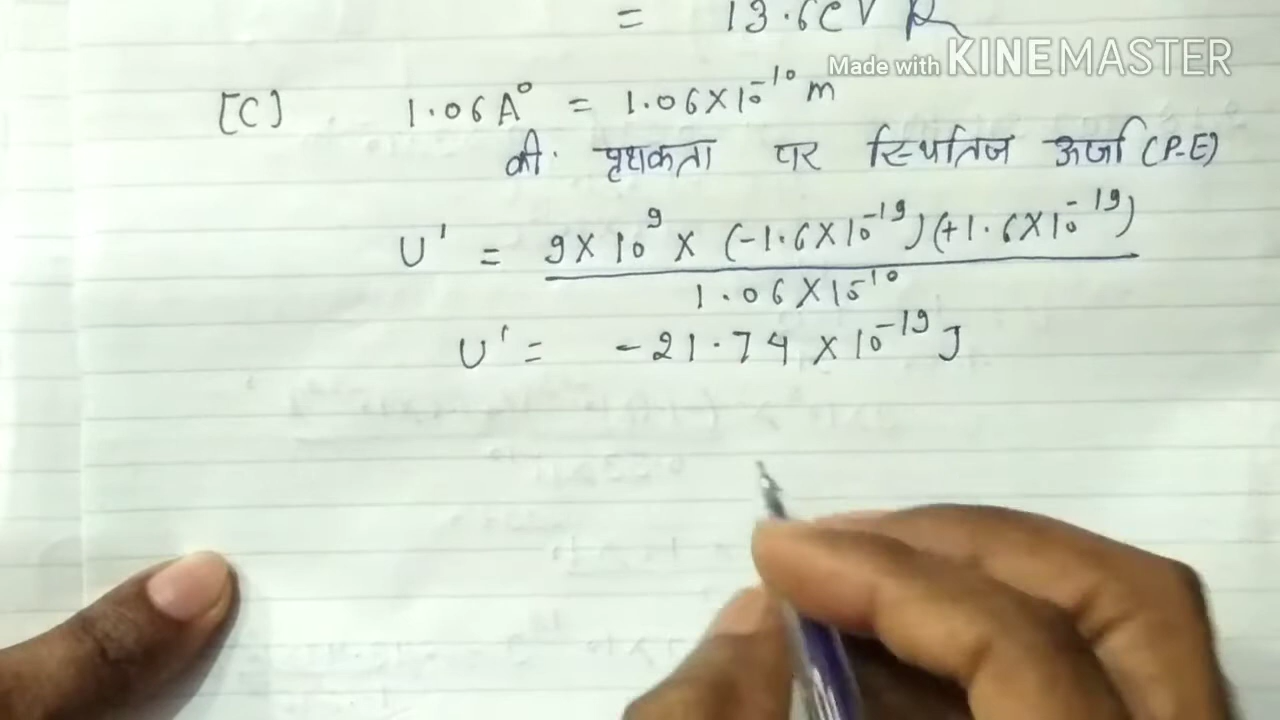 = 13.6eV
Made with KINEMASTER
[C] 1.06A° = 1.06×10⁻¹⁰ m
की पृथकता पर स्थितिज ऊर्जा (P.E)
U' = 9×10⁹ × (-1.6×10⁻¹⁹)(+1.6×10⁻¹⁹)
1.06×10⁻¹⁰
U' = -21.74 ×10⁻¹⁹ J